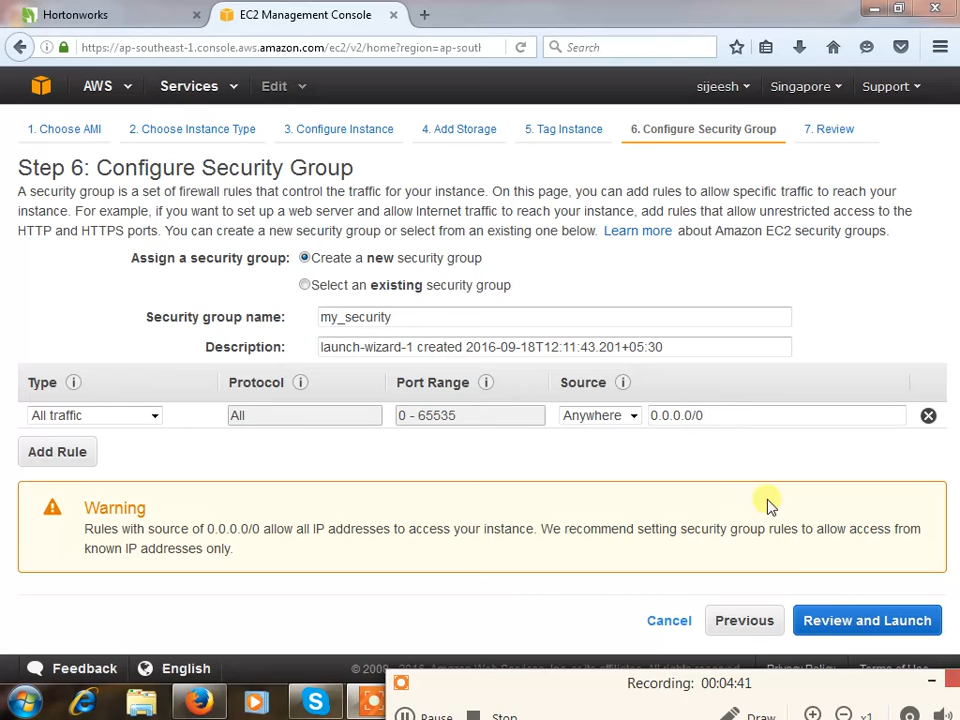 Hortonworks
EC2 Management Console
https://ap-southeast-1.console.aws.amazon.com/ec2/v2/home?region=ap-sout
Search
AWS Services Edit sijeesh Singapore Support
1. Choose AMI 2. Choose Instance Type 3. Configure Instance 4. Add Storage 5. Tag Instance 6. Configure Security Group 7. Review
Step 6: Configure Security Group
A security group is a set of firewall rules that control the traffic for your instance. On this page, you can add rules to allow specific traffic to reach your
instance. For example, if you want to set up a web server and allow Internet traffic to reach your instance, add rules that allow unrestricted access to the
HTTP and HTTPS ports. You can create a new security group or select from an existing one below. Learn more about Amazon EC2 security groups.
Assign a security group: Create a new security group
Select an existing security group
Security group name: my_security
Description: launch-wizard-1 created 2016-09-18T12:11:43.201+05:30
Type Protocol Port Range Source
All traffic All 0 - 65535 Anywhere 0.0.0.0/0
Add Rule
Warning
Rules with source of 0.0.0.0/0 allow all IP addresses to access your instance. We recommend setting security group rules to allow access from
known IP addresses only.
Cancel Previous Review and Launch
Feedback English
Recording: 00:04:41
Pause Stop Draw x1